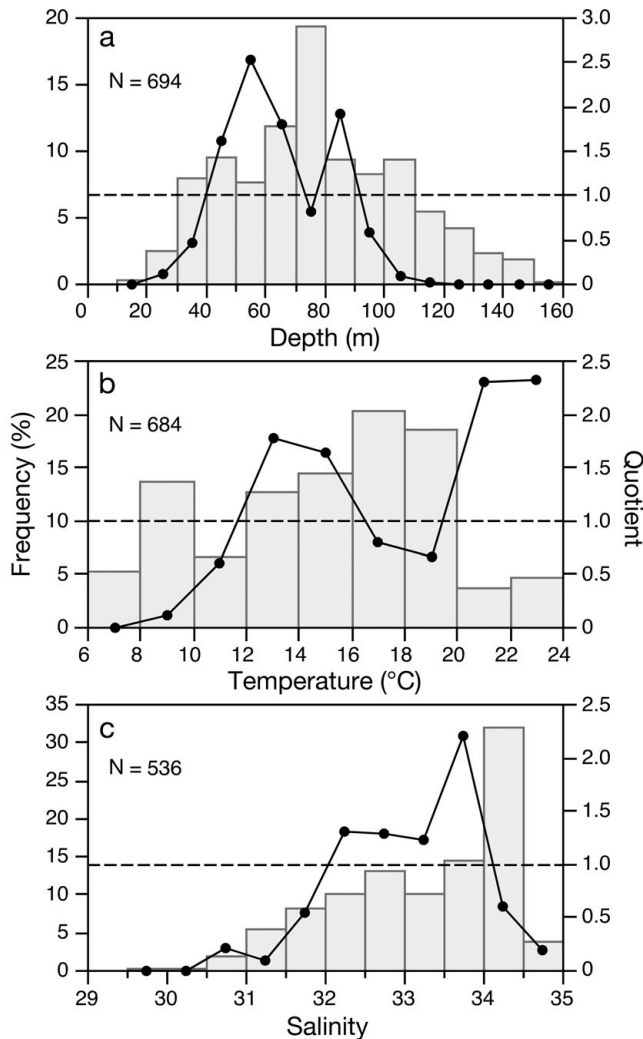 a
N = 694
20
15
10
5
0
3.0
2.5
2.0
1.5
1.0
0.5
0
0 20 40 60 80 100 120 140 160
Depth (m)
b
N = 684
25
20
15
10
5
0
2.5
2.0
1.5
1.0
0.5
0
6 8 10 12 14 16 18 20 22 24
Temperature (°C)
Frequency (%)
Quotient
c
N = 536
35
30
25
20
15
10
5
0
2.5
2.0
1.5
1.0
0.5
0
29 30 31 32 33 34 35
Salinity